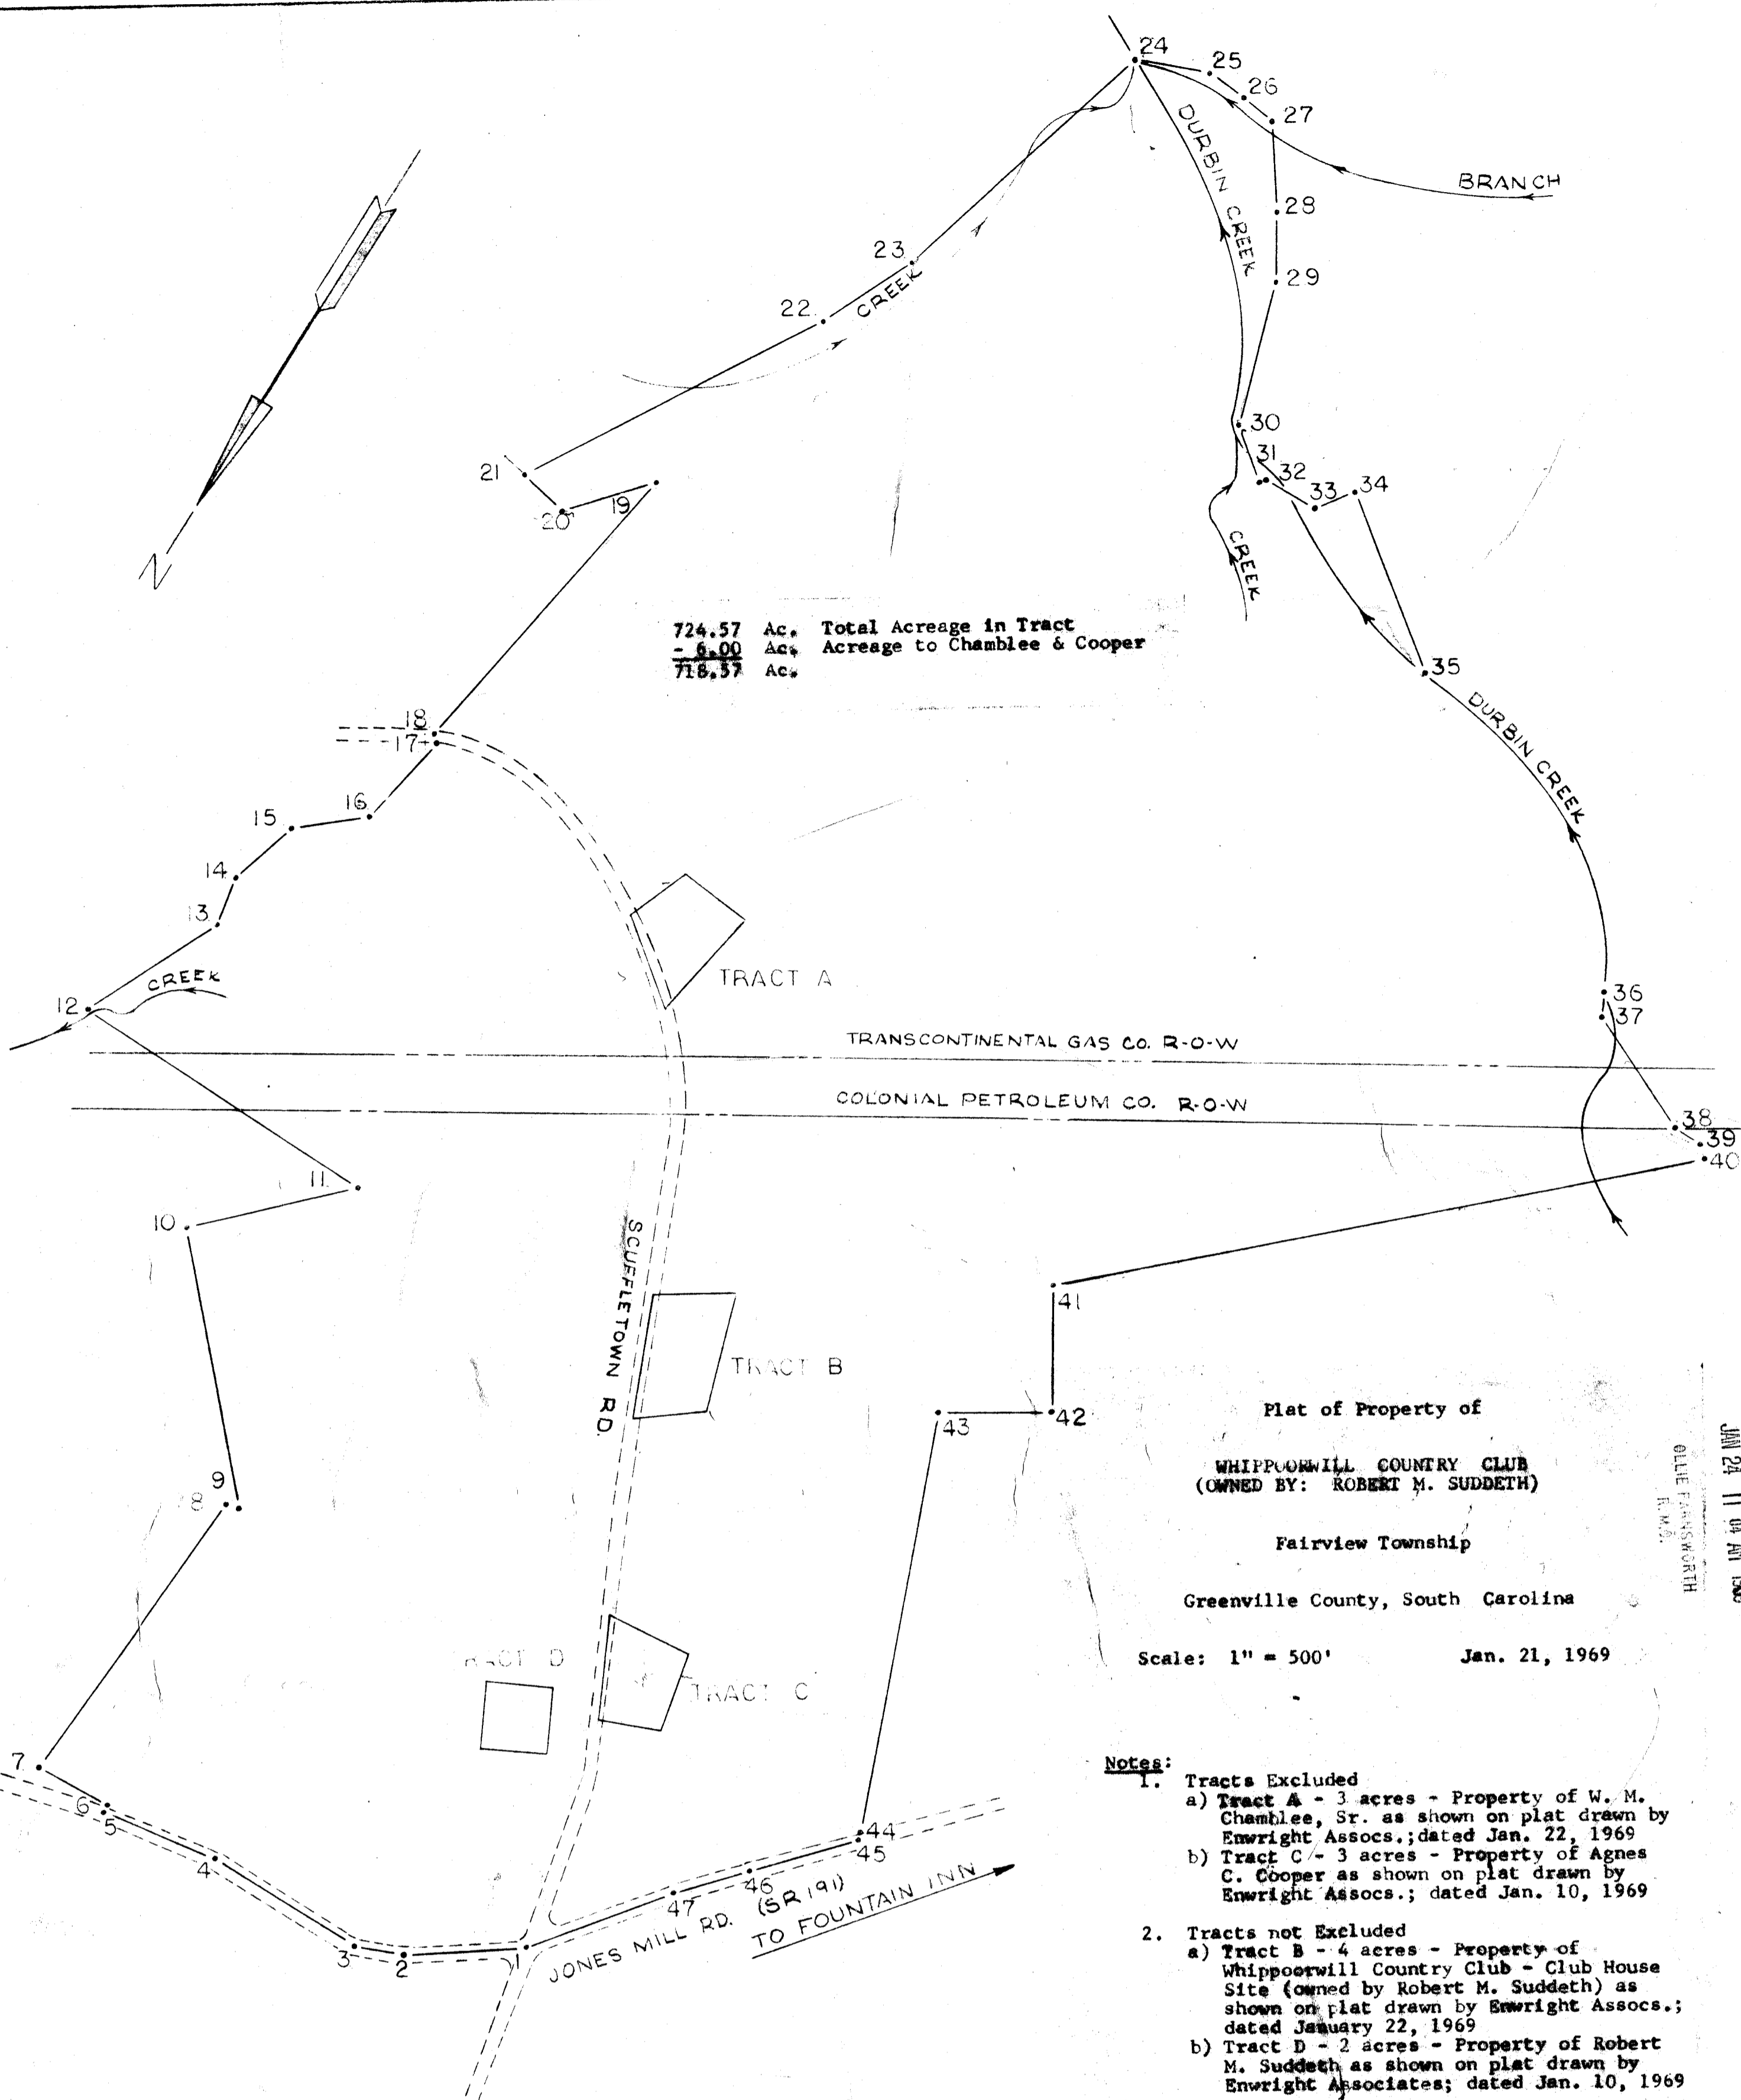 24
25
26
27
DURBIN CREEK
BRANCH
28
23
29
CREEK
22
30
21
31
32
34
19
33
20
CREEK
N
724.57 Ac. Total Acreage in Tract
- 6.00 Ac. Acreage to Chamblee & Cooper
718.57 Ac.
35
DURBIN CREEK
18
17
16
15
14
13
CREEK
TRACT A
12
36
37
TRANSCONTINENTAL GAS CO. R-O-W
COLONIAL PETROLEUM CO. R-O-W
38
39
40
11
10
SCUFFLETOWN RD.
41
TRACT B
42
43
Plat of Property of
WHIPPOORWILL COUNTRY CLUB
(OWNED BY: ROBERT M. SUDDETH)
Fairview Township
Greenville County, South Carolina
Scale: 1" = 500' Jan. 21, 1969
JAN 24 11
OLLIE FARNSWORTH
R.M.C.
9
8
RACT D
TRACT C
7
6
5
4
3
2
1
44
45
46
47
JONES MILL RD. (SR 191)
TO FOUNTAIN INN
Notes:
1. Tracts Excluded
a) Tract A - 3 acres - Property of W. M.
Chamblee, Sr. as shown on plat drawn by
Enwright Assocs.; dated Jan. 22, 1969
b) Tract C - 3 acres - Property of Agnes
C. Cooper as shown on plat drawn by
Enwright Assocs.; dated Jan. 10, 1969
2. Tracts not Excluded
a) Tract B - 4 acres - Property of
Whippoorwill Country Club - Club House
Site (owned by Robert M. Suddeth) as
shown on plat drawn by Enwright Assocs.;
dated January 22, 1969
b) Tract D - 2 acres - Property of Robert
M. Suddeth as shown on plat drawn by
Enwright Associates; dated Jan. 10, 1969